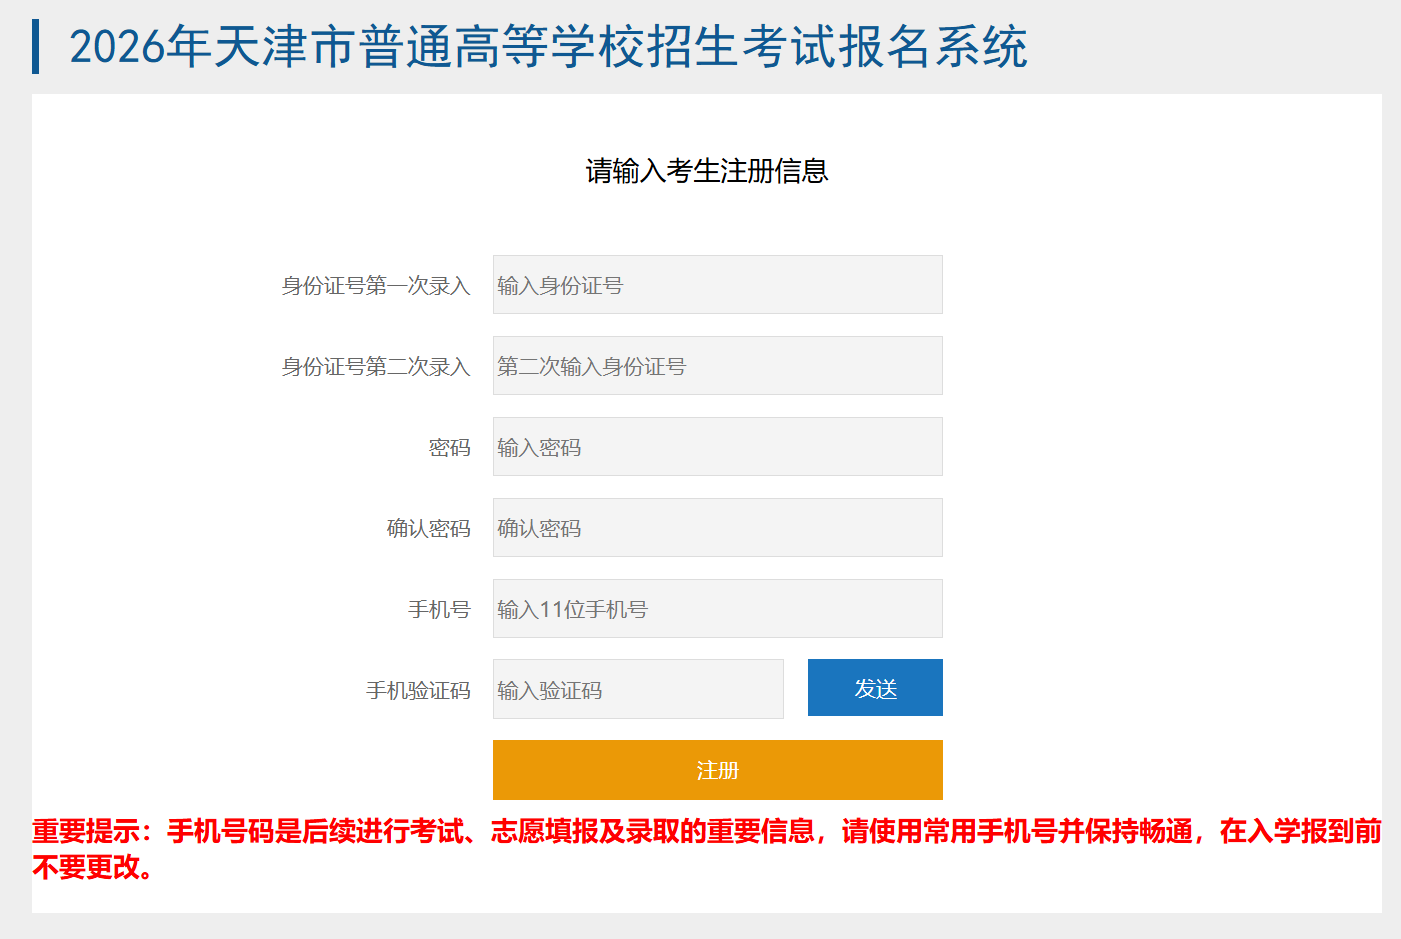 2026年天津市普通高等学校招生考试报名系统
请输入考生注册信息
身份证号第一次录入 输入身份证号
身份证号第二次录入 第二次输入身份证号
密码 输入密码
确认密码 确认密码
手机号 输入11位手机号
手机验证码 输入验证码 发送
注册
重要提示：手机号码是后续进行考试、志愿填报及录取的重要信息，请使用常用手机号并保持畅通，在入学报到前
不要更改。